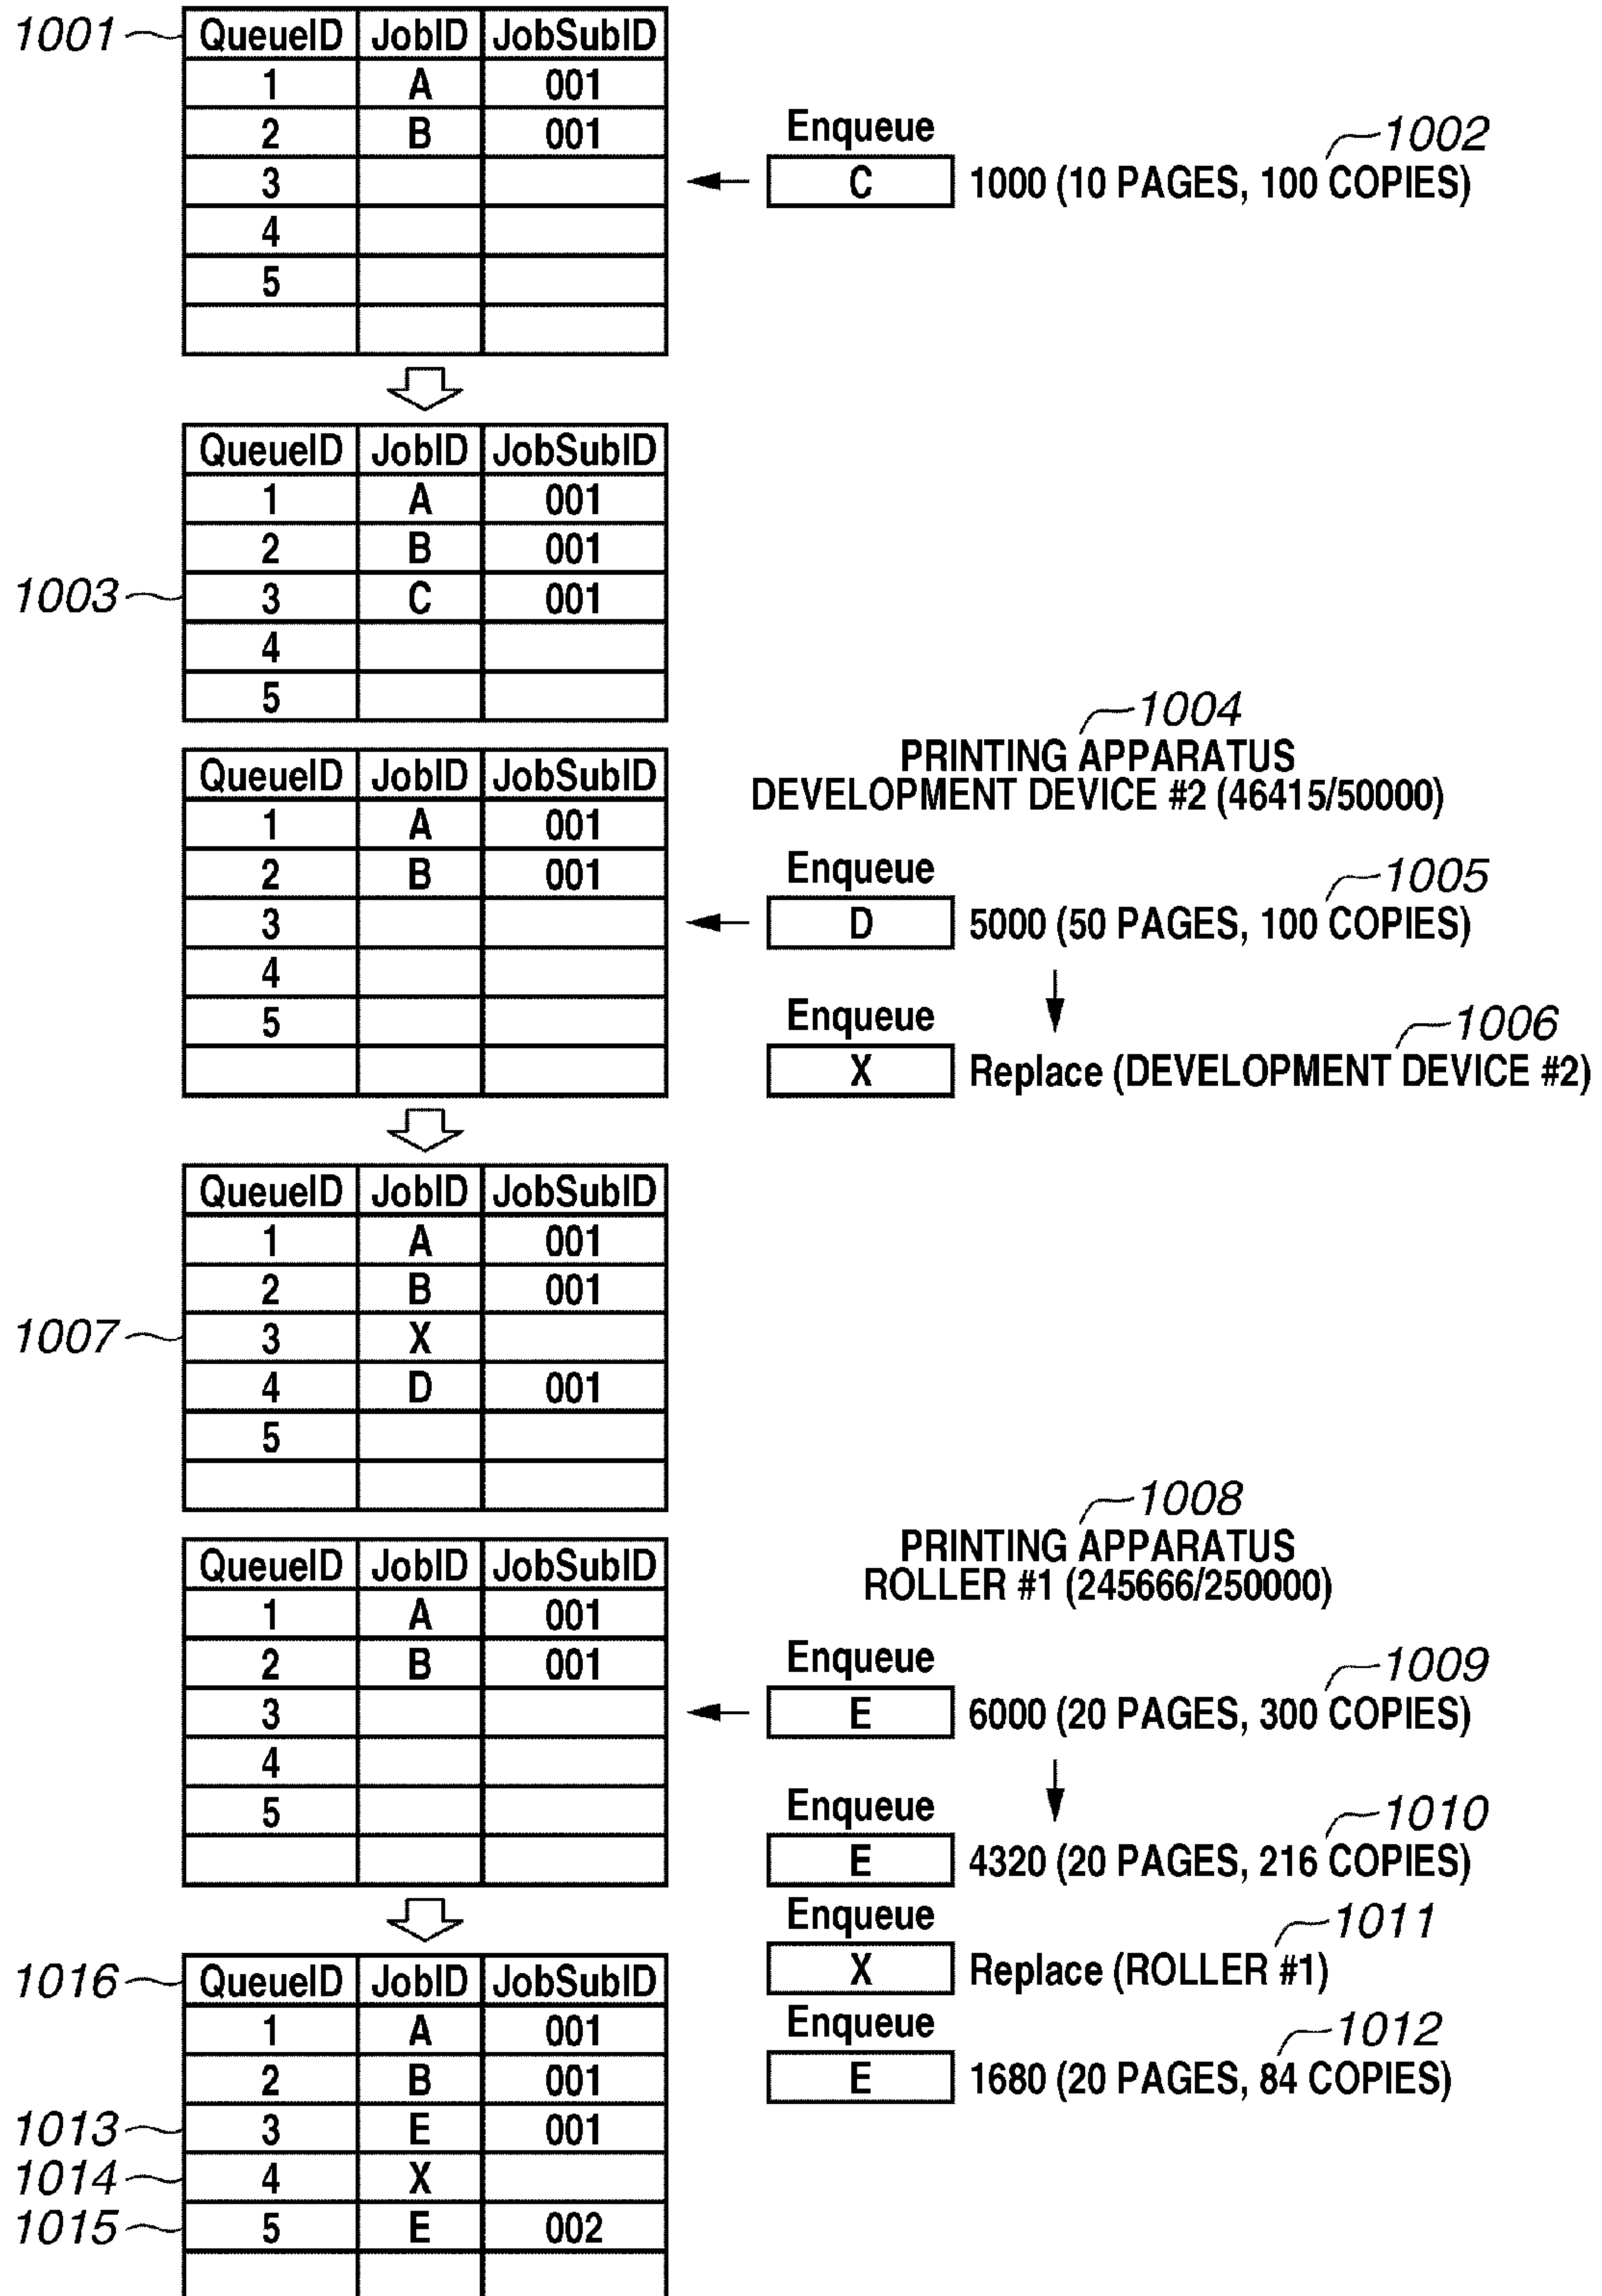 1001 QueueID JobID JobSubID
1 A 001
2 B 001
Enqueue 1002
3 C 1000 (10 PAGES, 100 COPIES)
4
5
QueueID JobID JobSubID
1 A 001
2 B 001
1003 3 C 001
4
5
1004
PRINTING APPARATUS
DEVELOPMENT DEVICE #2 (46415/50000)
QueueID JobID JobSubID
1 A 001
2 B 001
Enqueue 1005
3 D 5000 (50 PAGES, 100 COPIES)
4
5
Enqueue 1006
X Replace (DEVELOPMENT DEVICE #2)
QueueID JobID JobSubID
1 A 001
2 B 001
1007 3 X
4 D 001
5
1008
PRINTING APPARATUS
ROLLER #1 (245666/250000)
QueueID JobID JobSubID
1 A 001
2 B 001
Enqueue 1009
3 E 6000 (20 PAGES, 300 COPIES)
4
5
Enqueue 1010
E 4320 (20 PAGES, 216 COPIES)
Enqueue 1011
X Replace (ROLLER #1)
Enqueue 1012
E 1680 (20 PAGES, 84 COPIES)
1016 QueueID JobID JobSubID
1 A 001
2 B 001
1013 3 E 001
1014 4 X
1015 5 E 002